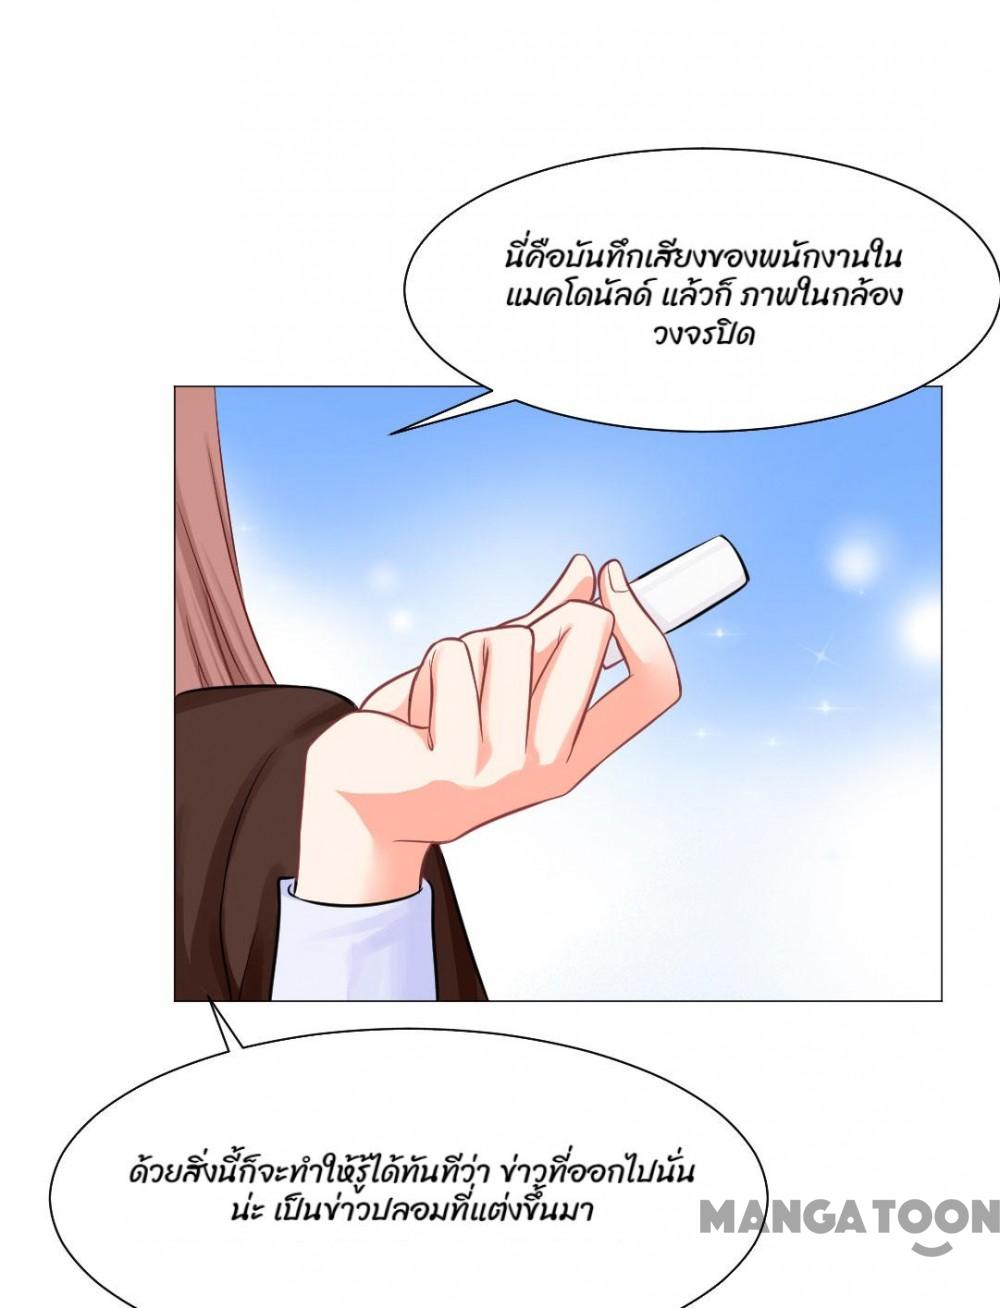 นี่คือบันทึกเสียงของพนักงานใน
แมคโดนัลด์ แล้วก็ ภาพในกล้อง
วงจรปิด
ด้วยสิ่งนี้ก็จะทำให้รู้ได้ทันทีว่า ข่าวที่ออกไปนั่น
น่ะ เป็นข่าวปลอมที่แต่งขึ้นมา
MANGATOON